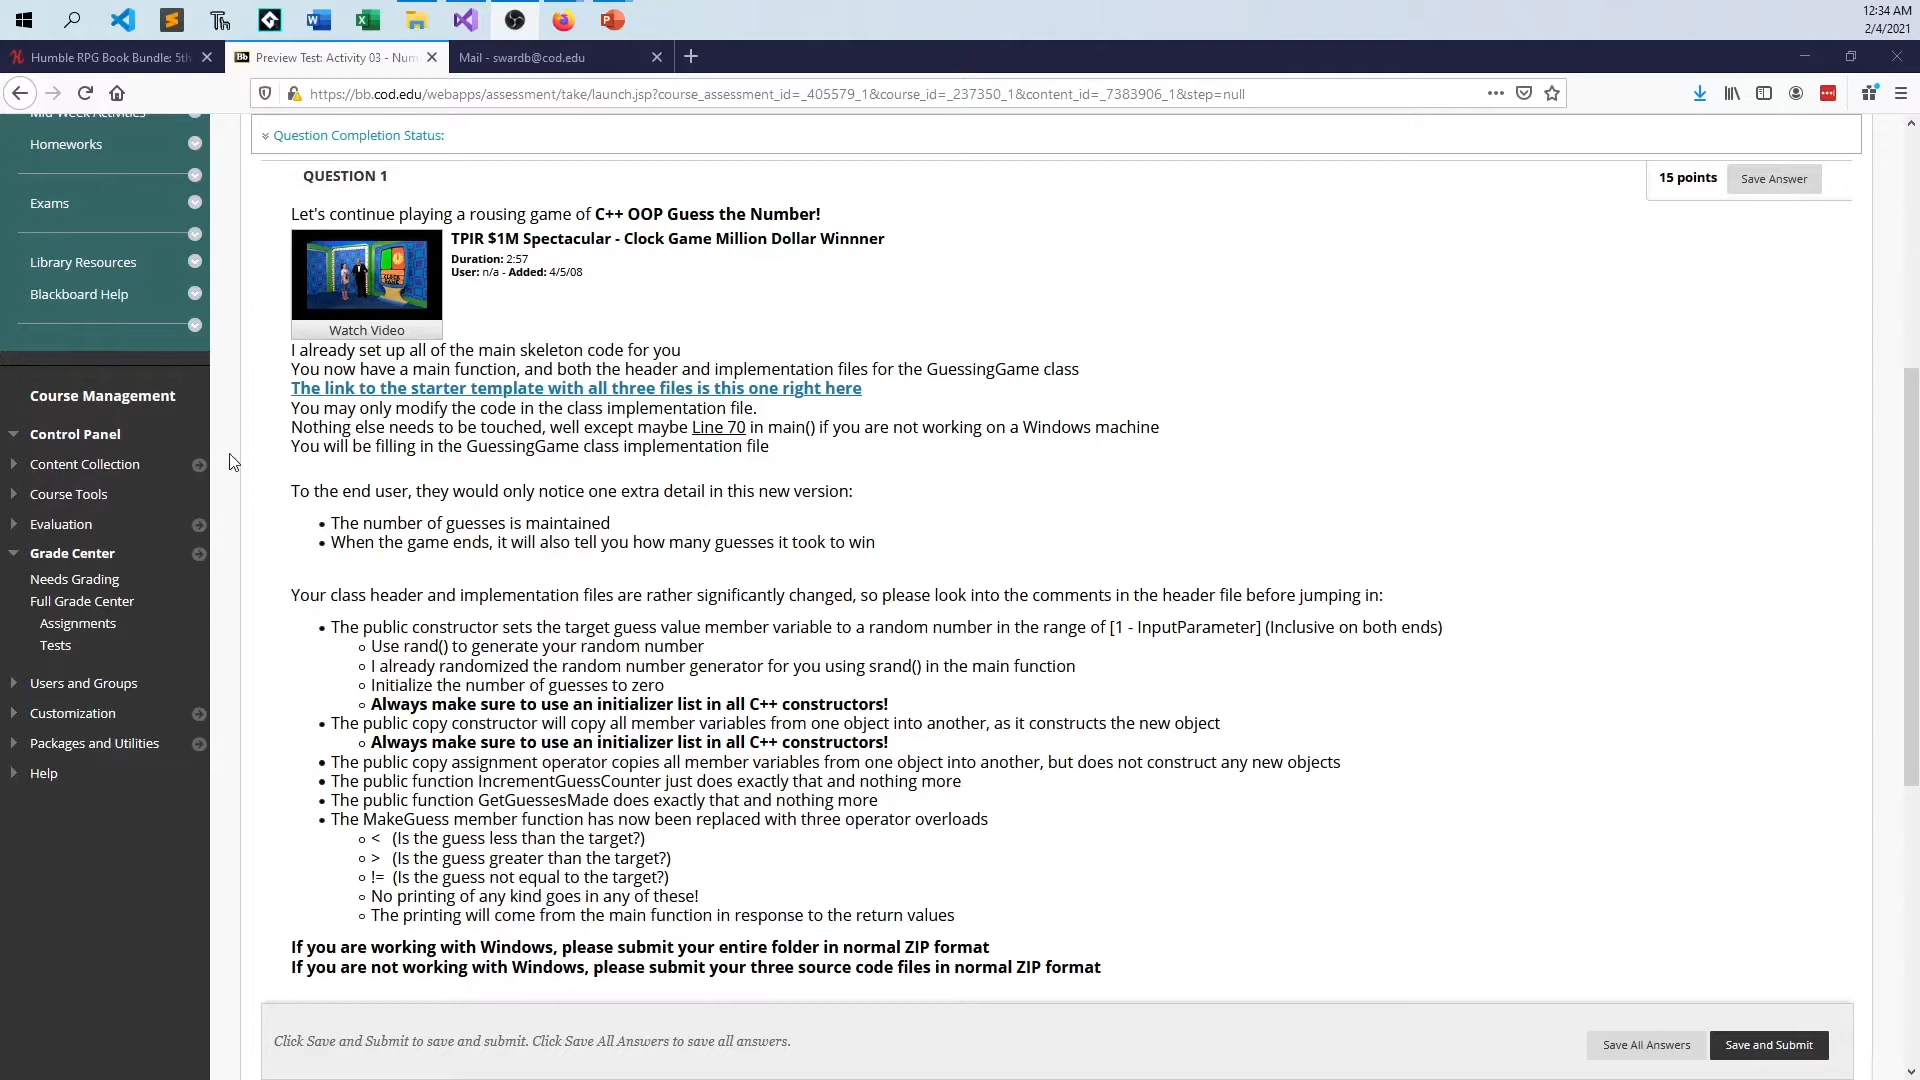 12:34 AM
2/4/2021
Humble RPG Book Bundle: 5th
Preview Test: Activity 03 - Num
Mail - swardb@cod.edu
https://bb.cod.edu/webapps/assessment/take/launch.jsp?course_assessment_id=_405579_1&course_id=_237350_1&content_id=_7383906_1&step=null
Mid-Week Activities
Homeworks
Exams
Library Resources
Blackboard Help
Course Management
Control Panel
Content Collection
Course Tools
Evaluation
Grade Center
Needs Grading
Full Grade Center
Assignments
Tests
Users and Groups
Customization
Packages and Utilities
Help
Question Completion Status:
QUESTION 1
15 points
Save Answer
Let's continue playing a rousing game of C++ OOP Guess the Number!
TPIR $1M Spectacular - Clock Game Million Dollar Winnner
Duration: 2:57
User: n/a - Added: 4/5/08
Watch Video
I already set up all of the main skeleton code for you
You now have a main function, and both the header and implementation files for the GuessingGame class
The link to the starter template with all three files is this one right here
You may only modify the code in the class implementation file.
Nothing else needs to be touched, well except maybe Line 70 in main() if you are not working on a Windows machine
You will be filling in the GuessingGame class implementation file
To the end user, they would only notice one extra detail in this new version:
• The number of guesses is maintained
• When the game ends, it will also tell you how many guesses it took to win
Your class header and implementation files are rather significantly changed, so please look into the comments in the header file before jumping in:
• The public constructor sets the target guess value member variable to a random number in the range of [1 - InputParameter] (Inclusive on both ends)
◦ Use rand() to generate your random number
◦ I already randomized the random number generator for you using srand() in the main function
◦ Initialize the number of guesses to zero
◦ Always make sure to use an initializer list in all C++ constructors!
• The public copy constructor will copy all member variables from one object into another, as it constructs the new object
◦ Always make sure to use an initializer list in all C++ constructors!
• The public copy assignment operator copies all member variables from one object into another, but does not construct any new objects
• The public function IncrementGuessCounter just does exactly that and nothing more
• The public function GetGuessesMade does exactly that and nothing more
• The MakeGuess member function has now been replaced with three operator overloads
◦ < (Is the guess less than the target?)
◦ > (Is the guess greater than the target?)
◦ != (Is the guess not equal to the target?)
◦ No printing of any kind goes in any of these!
◦ The printing will come from the main function in response to the return values
If you are working with Windows, please submit your entire folder in normal ZIP format
If you are not working with Windows, please submit your three source code files in normal ZIP format
Click Save and Submit to save and submit. Click Save All Answers to save all answers.
Save All Answers
Save and Submit